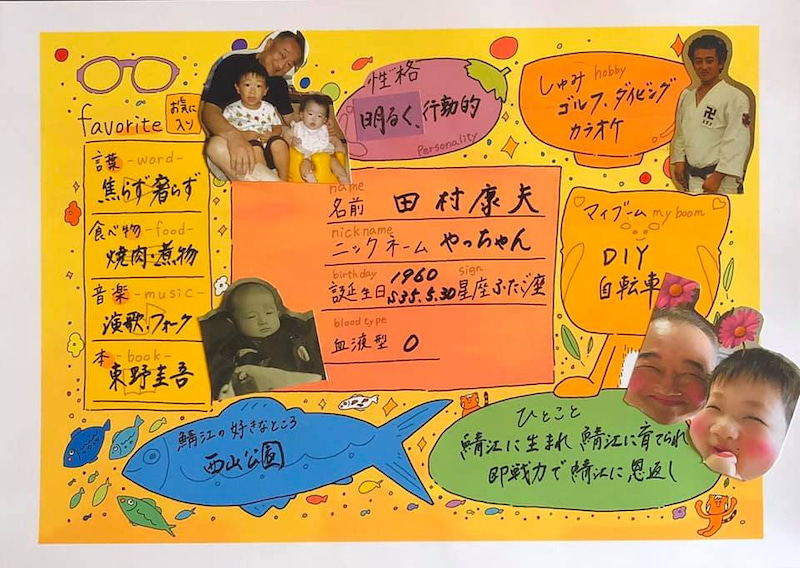 favorite
お気に
入り
言葉 -word-
焦らず奢らず
食べ物 -food-
焼肉・煮物
音楽 -music-
演歌・フォーク
本 -book-
東野圭吾
性格
明るく、行動的
Personality
しゅみ hobby
ゴルフ、ダイビング
カラオケ
name
名前 田村康夫
nick name
ニックネーム やっちゃん
birthday 1960 sign
誕生日 S35.5.30 星座 ふたご座
blood type
血液型 O
マイブーム my boom
DIY
自転車
鯖江の好きなところ
西山公園
ひとこと
鯖江に生まれ 鯖江に育てられ
即戦力で鯖江に恩返し